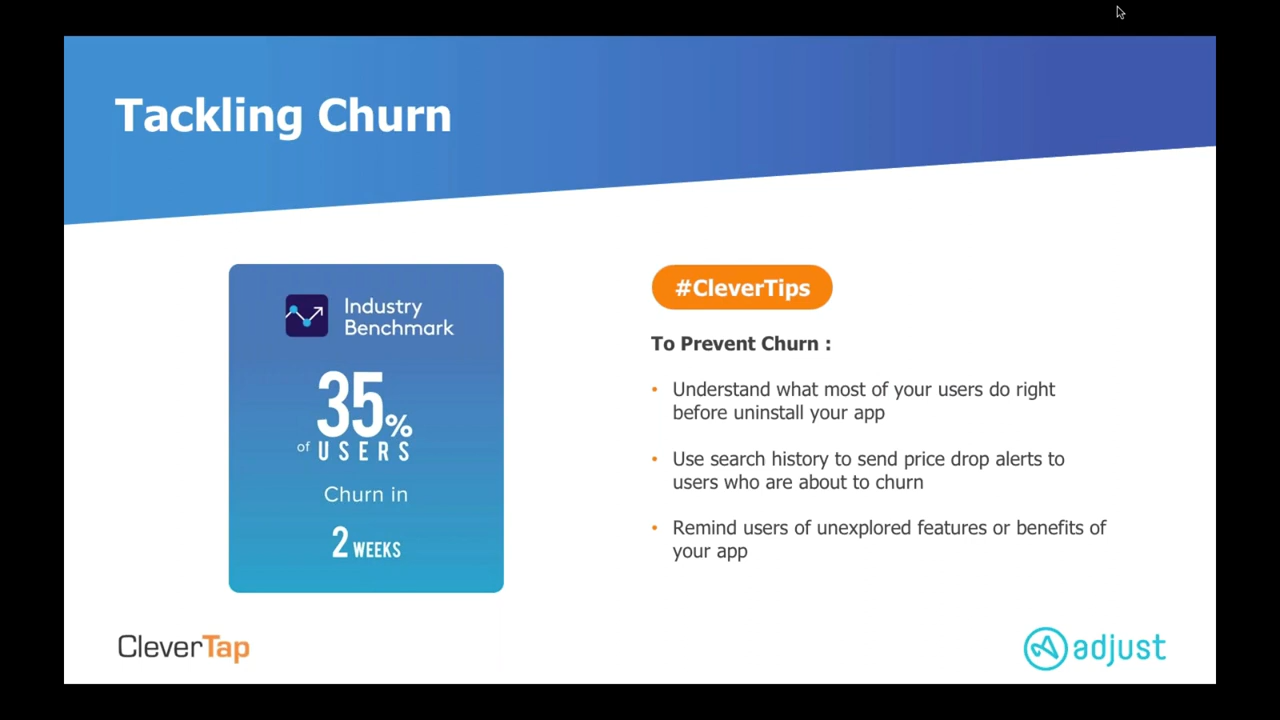 Tackling Churn
Industry
Benchmark
35%
of USERS
Churn in
2 WEEKS
#CleverTips
To Prevent Churn :
• Understand what most of your users do right
before uninstall your app
• Use search history to send price drop alerts to
users who are about to churn
• Remind users of unexplored features or benefits of
your app
CleverTap
adjust